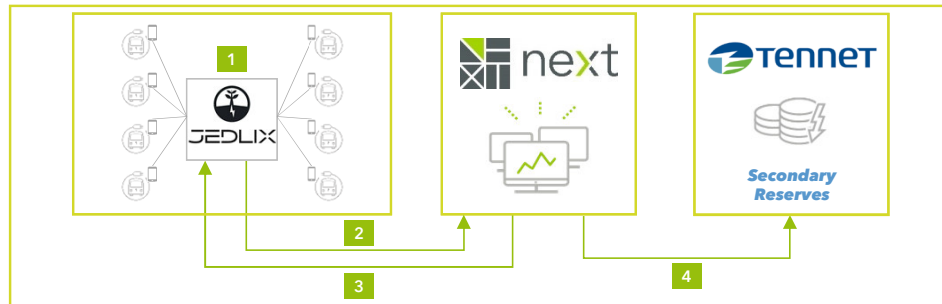 1
JEDLIX
next
TENNET
Secondary
Reserves
2
3
4